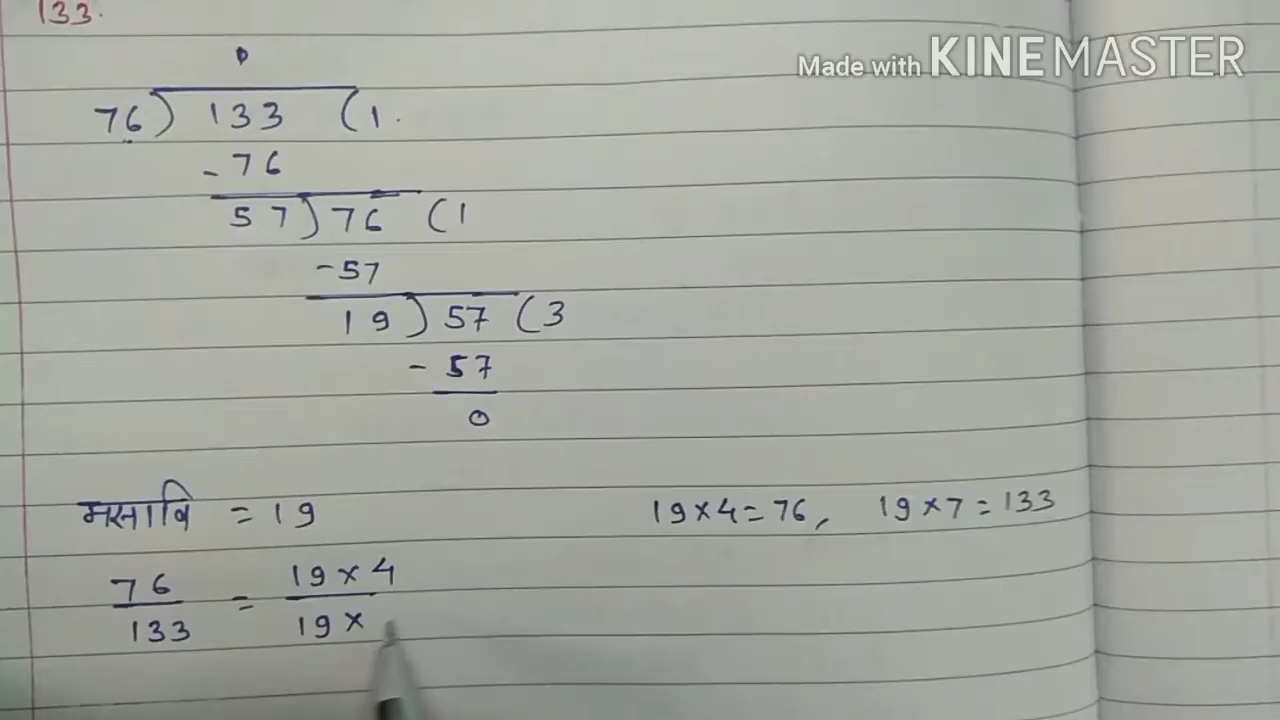 133.
Made with KINEMASTER
76) 133 (1.
- 76
57) 76 (1
- 57
19) 57 (3
- 57
0
मसावि = 19
19 × 4 = 76, 19 × 7 = 133
76/133 = 19 × 4/19 ×